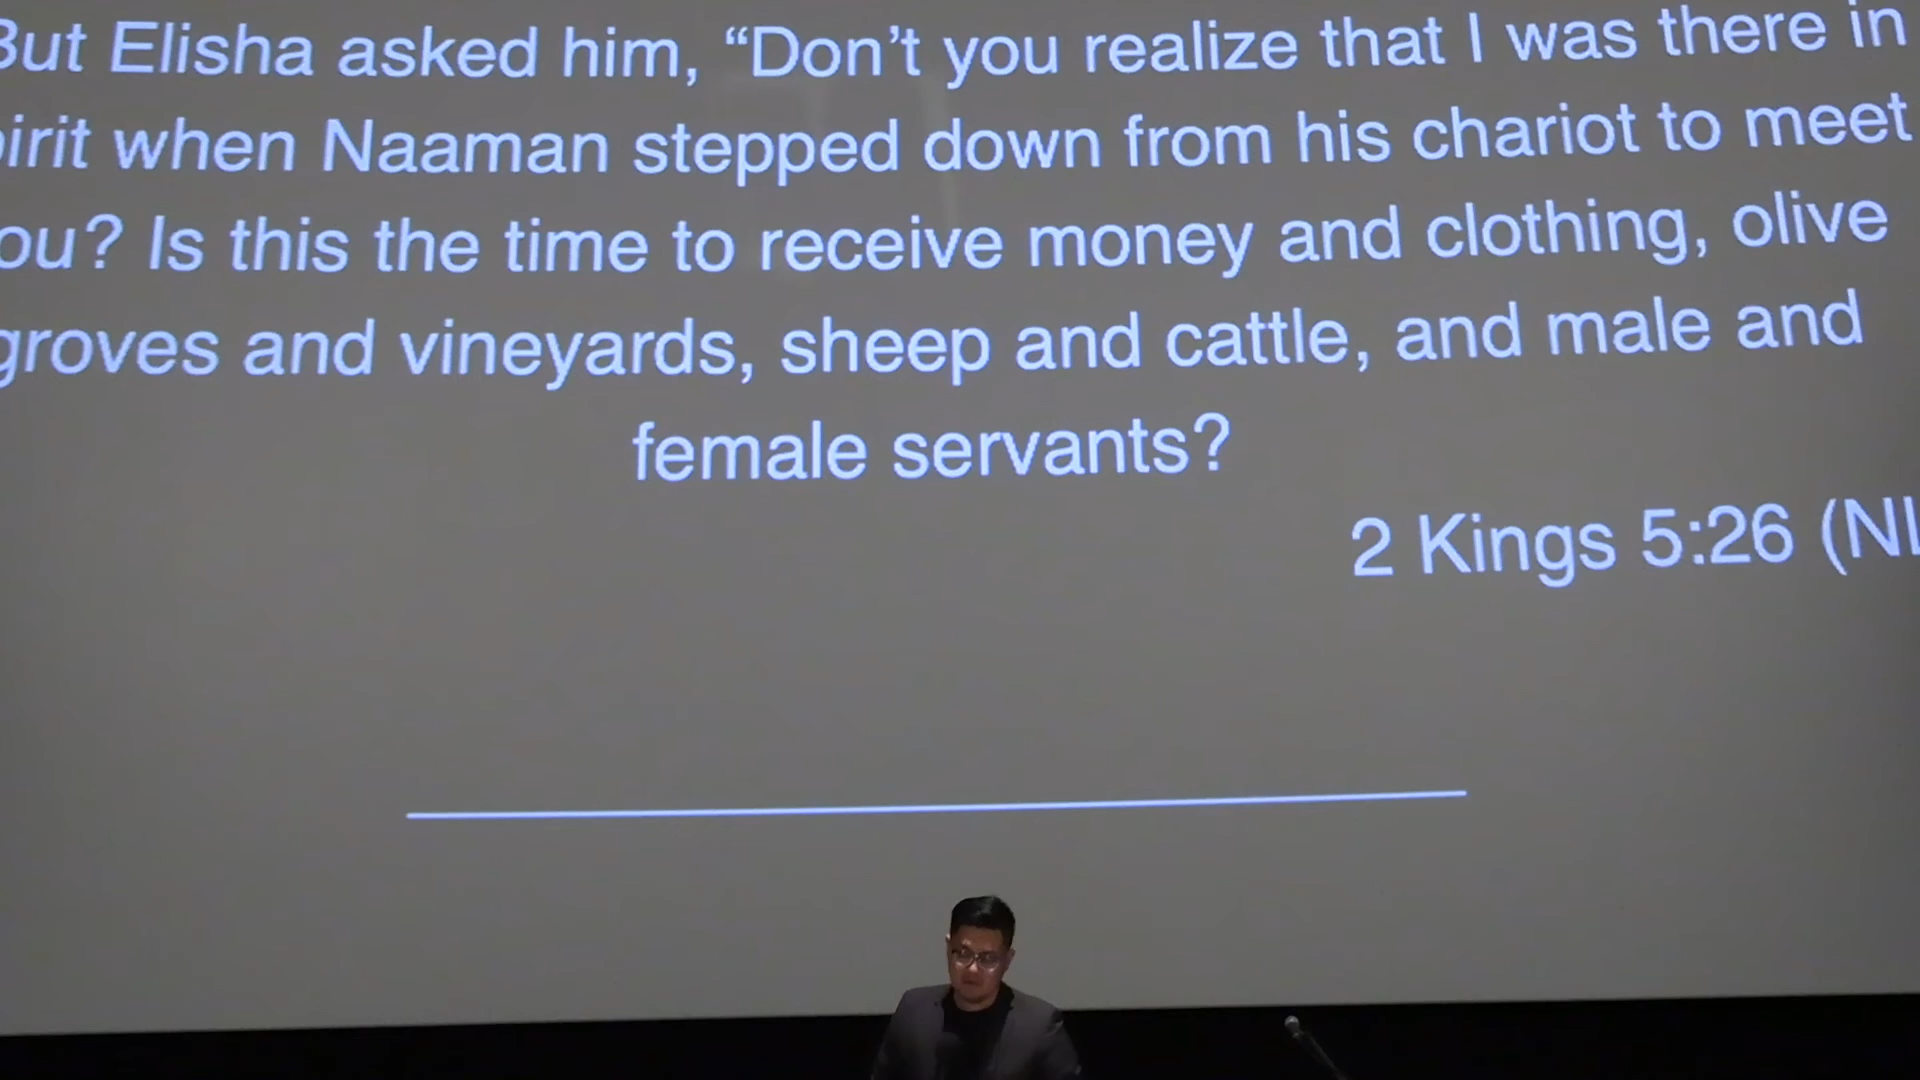 But Elisha asked him, “Don’t you realize that I was there in
irit when Naaman stepped down from his chariot to meet
ou? Is this the time to receive money and clothing, olive
groves and vineyards, sheep and cattle, and male and
female servants?
2 Kings 5:26 (NL